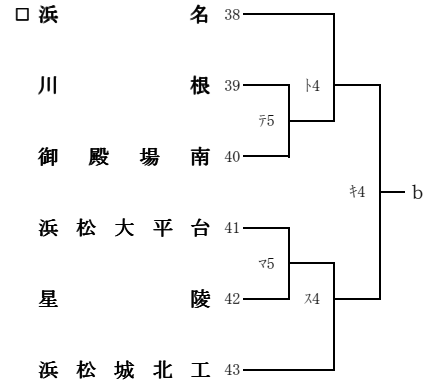 □ 浜名 38
川根 39 ﾄ4
ﾃ5
御殿場南 40
ｷ4 b
浜松大平台 41
ﾏ5
星陵 42 ｽ4
浜松城北工 43